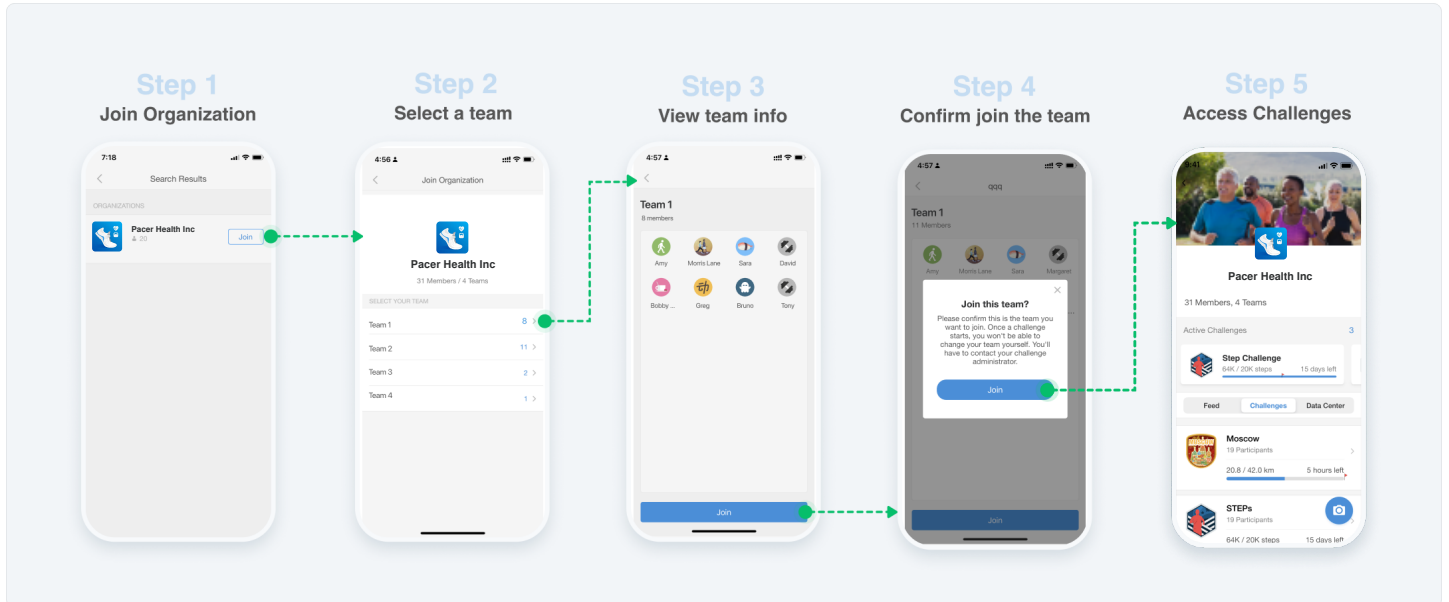 Step 1
Join Organization
7:18
Search Results
ORGANIZATIONS
Pacer Health Inc
20
Join
Step 2
Select a team
4:56
Join Organization
Pacer Health Inc
31 Members / 4 Teams
SELECT YOUR TEAM
Team 1 8
Team 2 11
Team 3 2
Team 4 1
Step 3
View team info
4:57
Team 1
8 members
Amy Morris Lane Sara David
动
Bobby ... Greg Bruno Tony
Join
Step 4
Confirm join the team
4:57
qqq
Team 1
11 Members
Amy Morris Lane Sara Margaret
Join this team?
Please confirm this is the team you
want to join. Once a challenge
starts, you won't be able to
change your team yourself. You'll
have to contact your challenge
administrator.
Join
Join
Step 5
Access Challenges
9:41
Pacer Health Inc
31 Members, 4 Teams
Active Challenges 3
Step Challenge
64K / 20K steps 15 days left
Feed Challenges Data Center
Moscow
19 Participants
20.8 / 42.0 km 5 hours left
STEPs
19 Participants
64K / 20K steps 15 days left